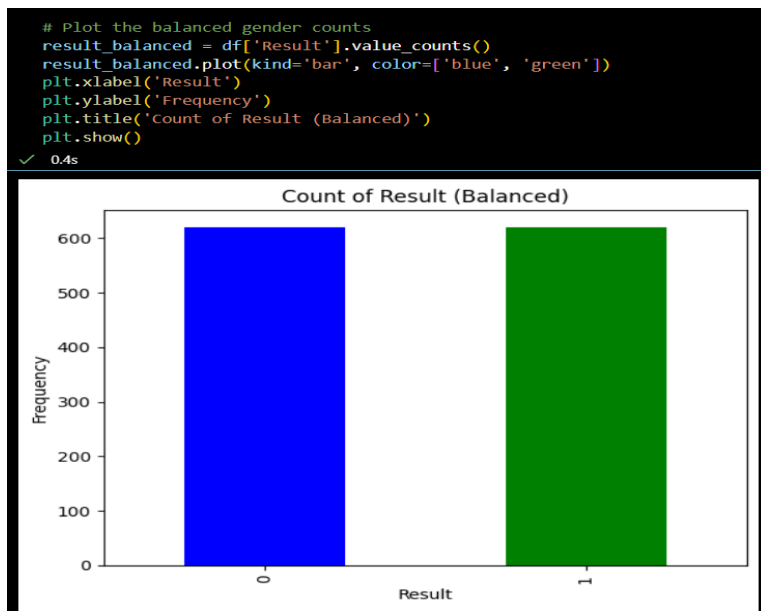 # Plot the balanced gender counts
result_balanced = df['Result'].value_counts()
result_balanced.plot(kind='bar', color=['blue', 'green'])
plt.xlabel('Result')
plt.ylabel('Frequency')
plt.title('Count of Result (Balanced)')
plt.show()
✓ 0.4s
Count of Result (Balanced)
600
500
400
300
200
100
0
Frequency
0
1
Result